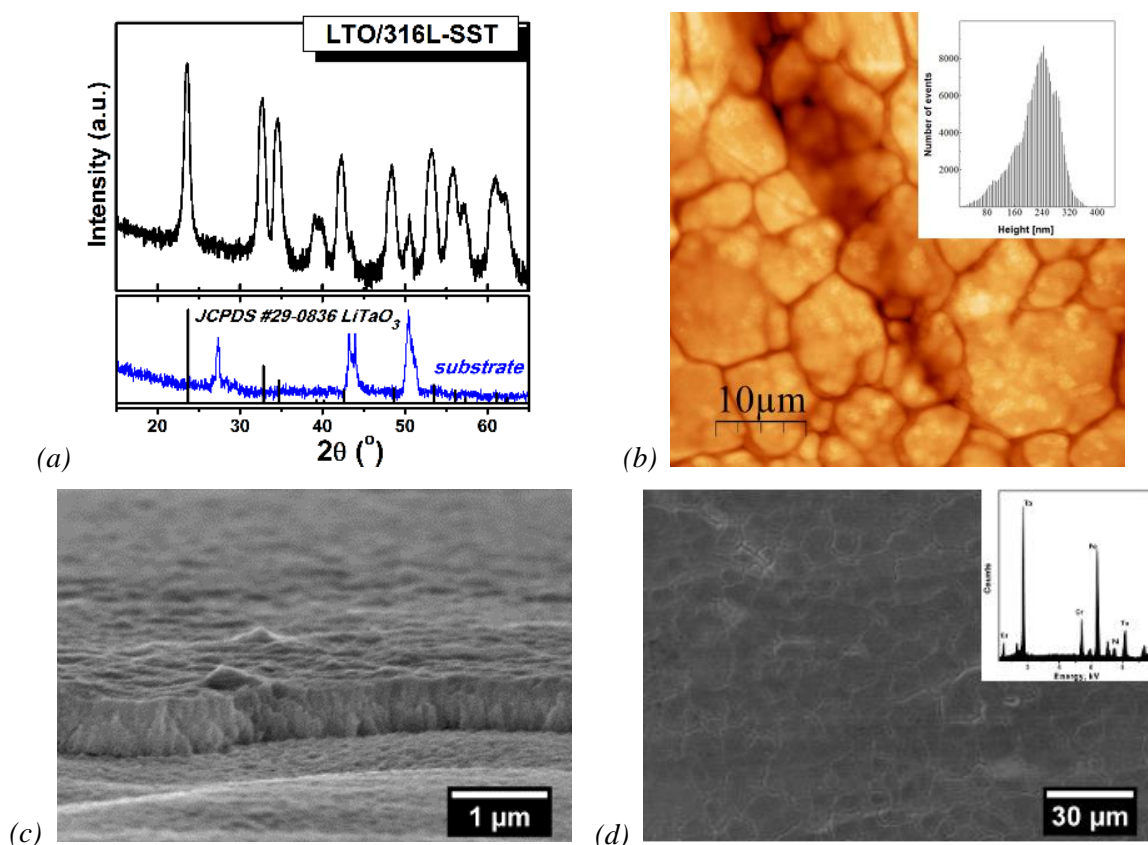 LTO/316L-SST
Intensity (a.u.)
JCPDS #29-0836 LiTaO3
substrate
20 30 40 50 60
2θ (°)
(a)
Number of events
8000
6000
4000
2000
80 160 240 320 400
Height [nm]
10µm
(b)
1 µm
(c)
Ta
Fe
Counts
Cr
Ta
Cr
Ni
Energy, kV
30 µm
(d)